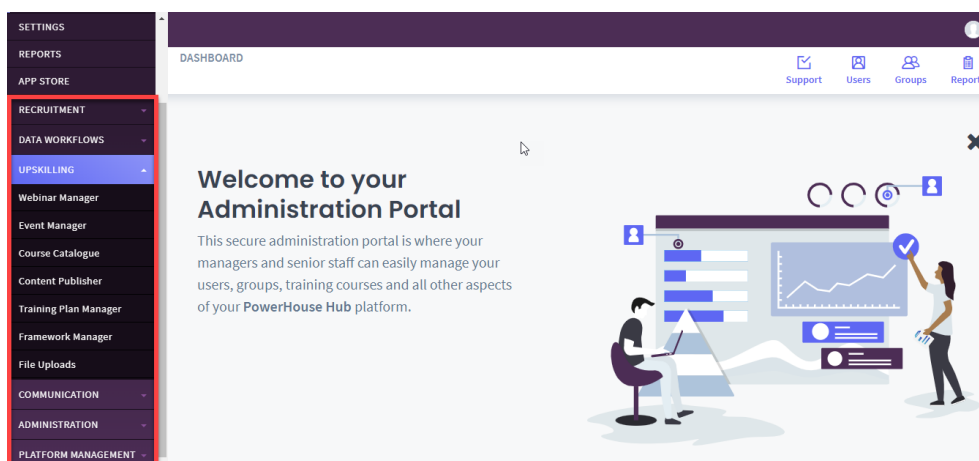 SETTINGS
REPORTS
APP STORE
RECRUITMENT
DATA WORKFLOWS
UPSKILLING
Webinar Manager
Event Manager
Course Catalogue
Content Publisher
Training Plan Manager
Framework Manager
File Uploads
COMMUNICATION
ADMINISTRATION
PLATFORM MANAGEMENT
DASHBOARD
Support
Users
Groups
Report
Welcome to your
Administration Portal
This secure administration portal is where your
managers and senior staff can easily manage your
users, groups, training courses and all other aspects
of your PowerHouse Hub platform.